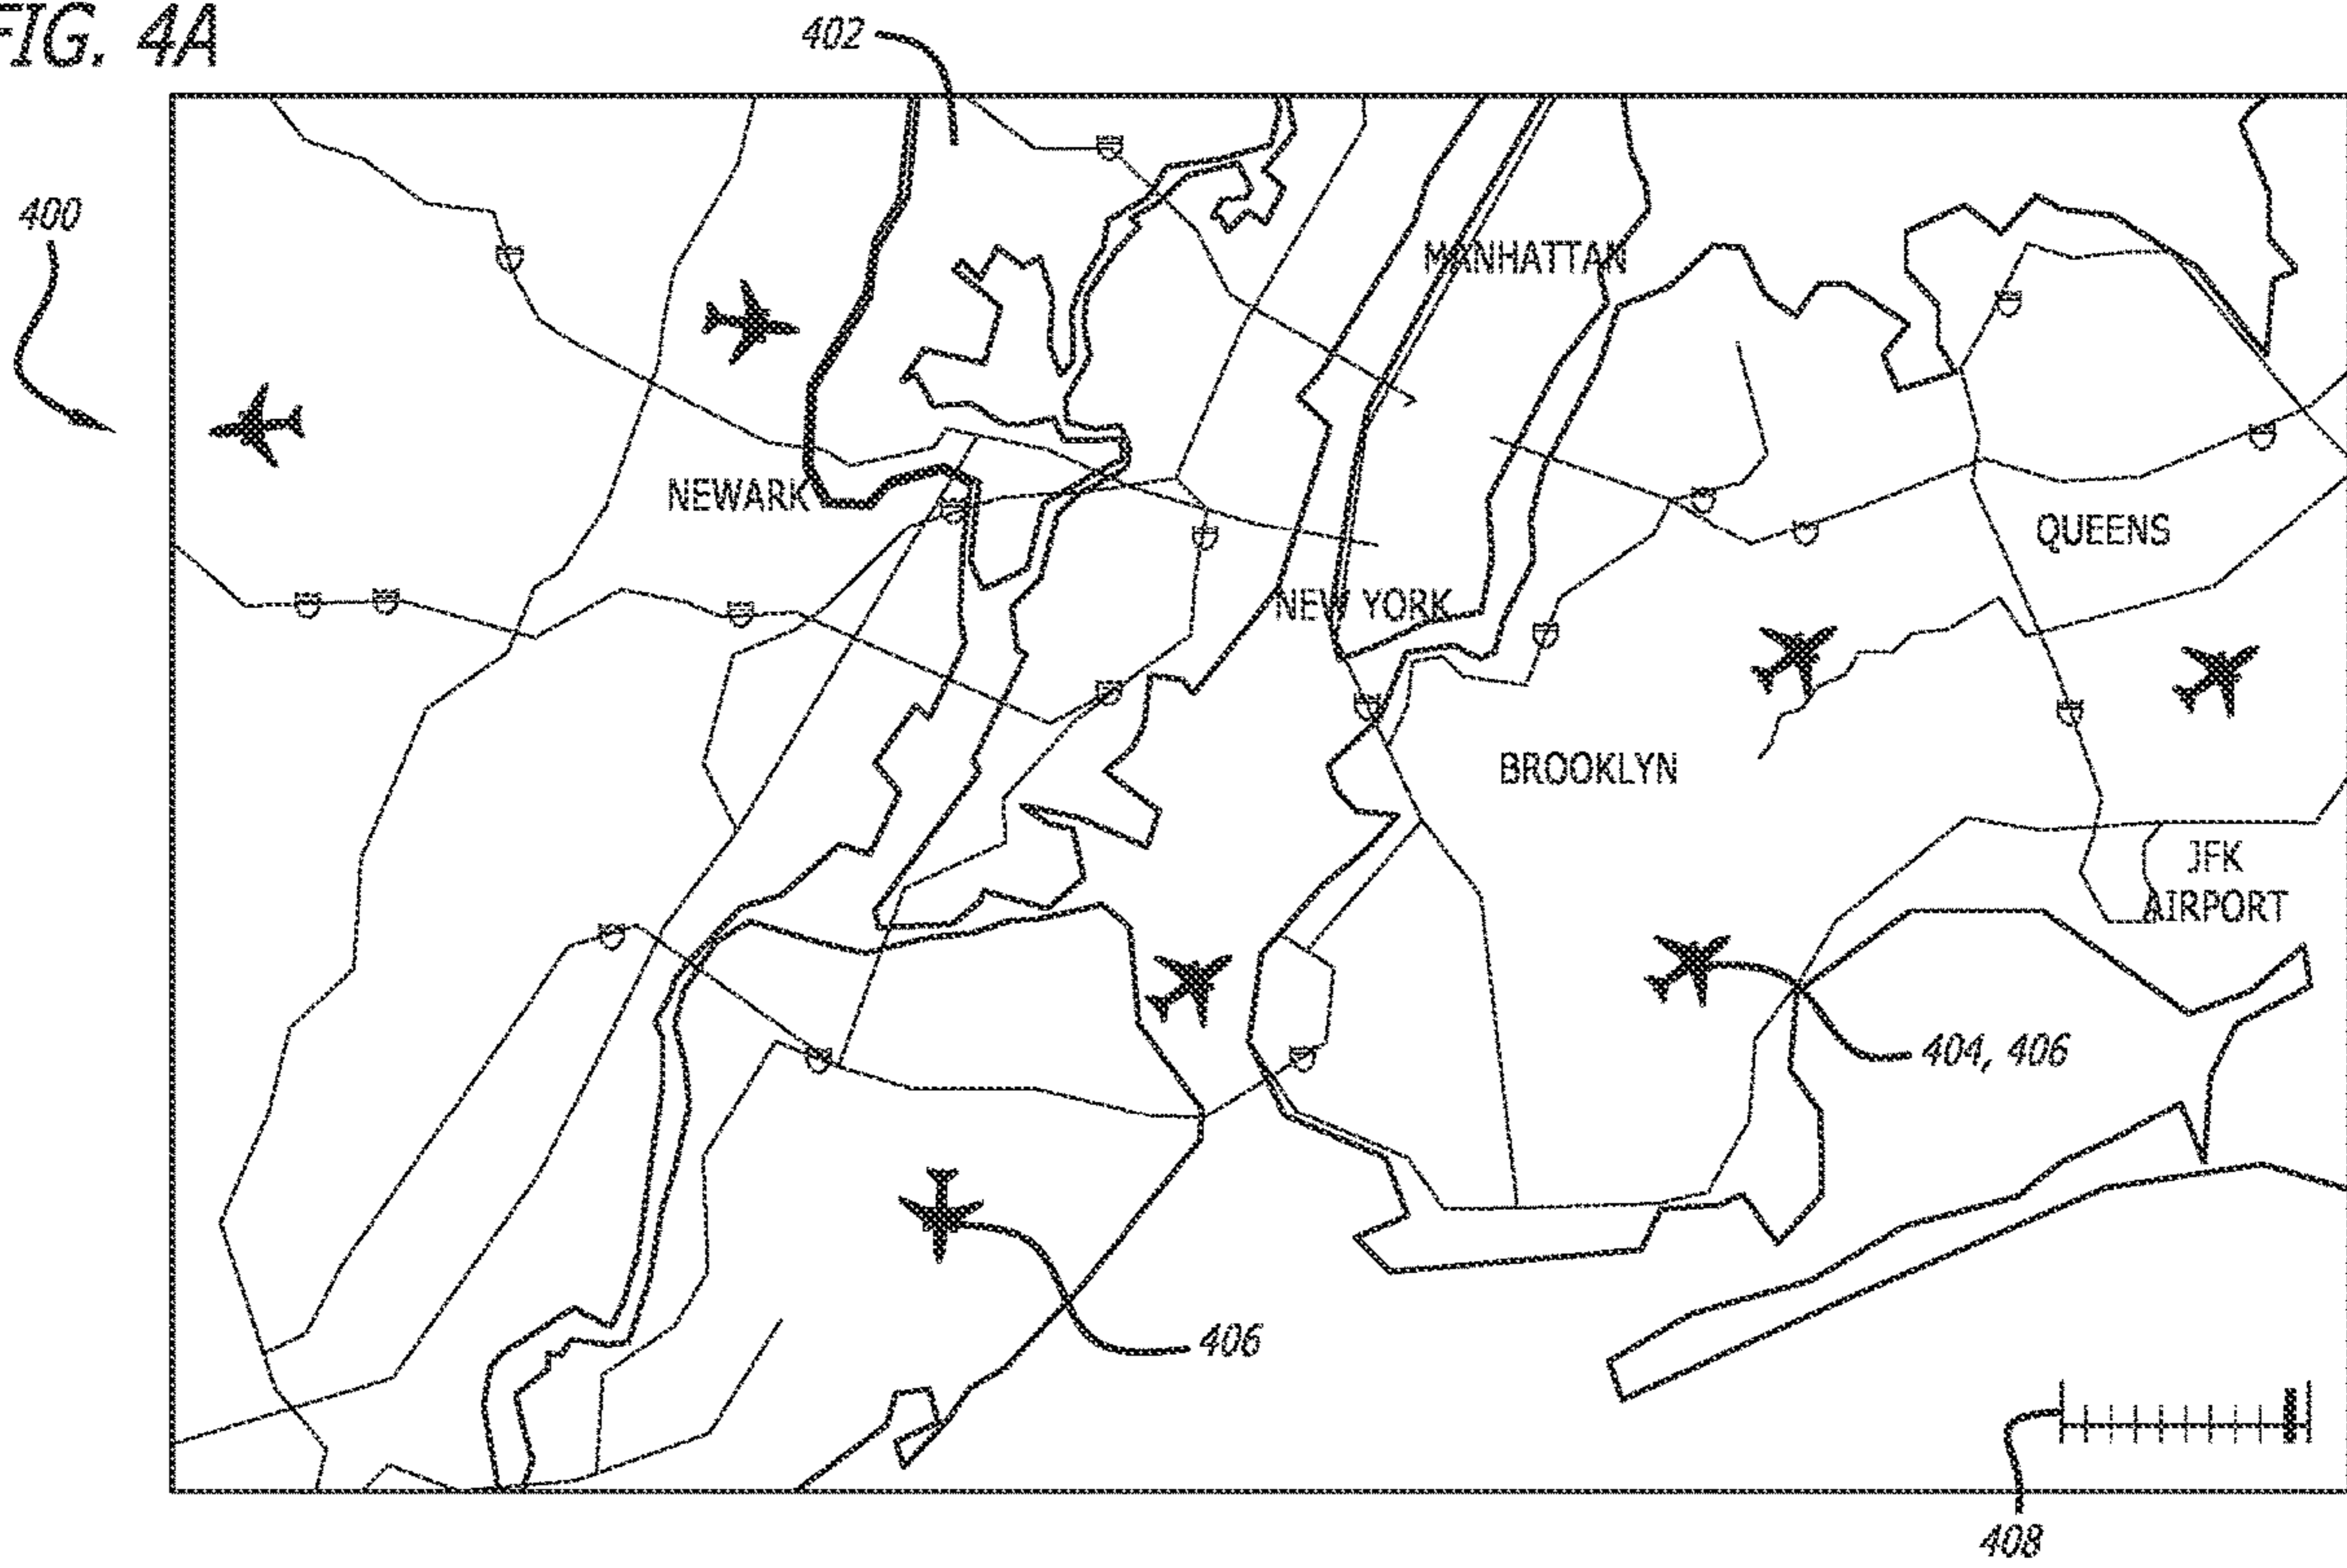 FIG. 4A
402
400
MANHATTAN
NEWARK
QUEENS
NEW YORK
BROOKLYN
JFK
AIRPORT
404, 406
406
408